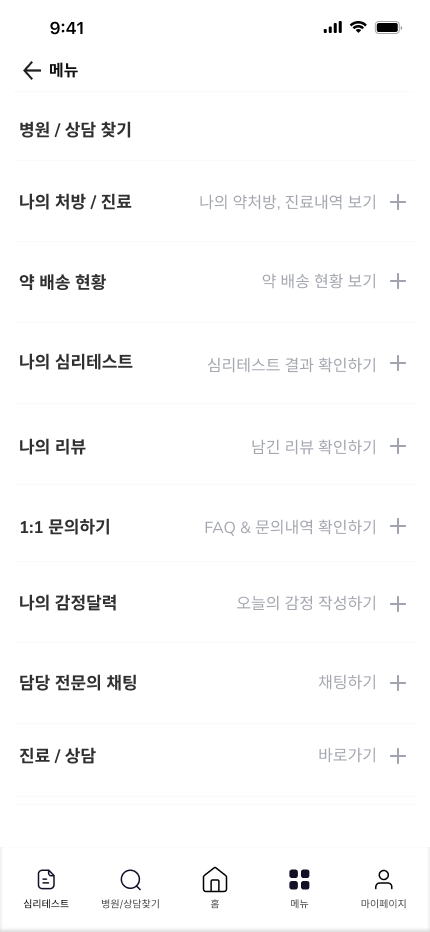 9:41
메뉴
병원 / 상담 찾기
나의 처방 / 진료 나의 약처방, 진료내역 보기
약 배송 현황 약 배송 현황 보기
나의 심리테스트 심리테스트 결과 확인하기
나의 리뷰 남긴 리뷰 확인하기
1:1 문의하기 FAQ & 문의내역 확인하기
나의 감정달력 오늘의 감정 작성하기
담당 전문의 채팅 채팅하기
진료 / 상담 바로가기
심리테스트 병원/상담찾기 홈 메뉴 마이페이지